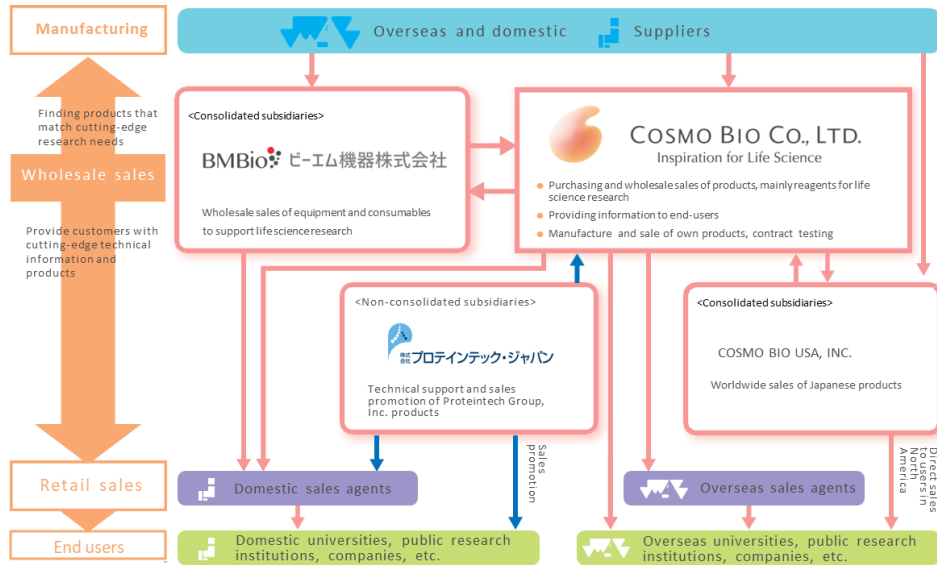 Manufacturing
Overseas and domestic Suppliers
Finding products that
match cutting-edge
research needs
Wholesale sales
Provide customers with
cutting-edge technical
information and
products
Retail sales
End users
<Consolidated subsidiaries>
BMBio ビーエム機器株式会社
Wholesale sales of equipment and consumables
to support life science research
COSMO BIO CO., LTD.
Inspiration for Life Science
Purchasing and wholesale sales of products, mainly reagents for life
science research
Providing information to end-users
Manufacture and sale of own products, contract testing
<Non-consolidated subsidiaries>
株式会社プロテインテック・ジャパン
Technical support and sales
promotion of Proteintech Group,
Inc. products
<Consolidated subsidiaries>
COSMO BIO USA, INC.
Worldwide sales of Japanese products
Sales
promotion
Direct sales
to users in
North
America
Domestic sales agents
Overseas sales agents
Domestic universities, public research
institutions, companies, etc.
Overseas universities, public research
institutions, companies, etc.